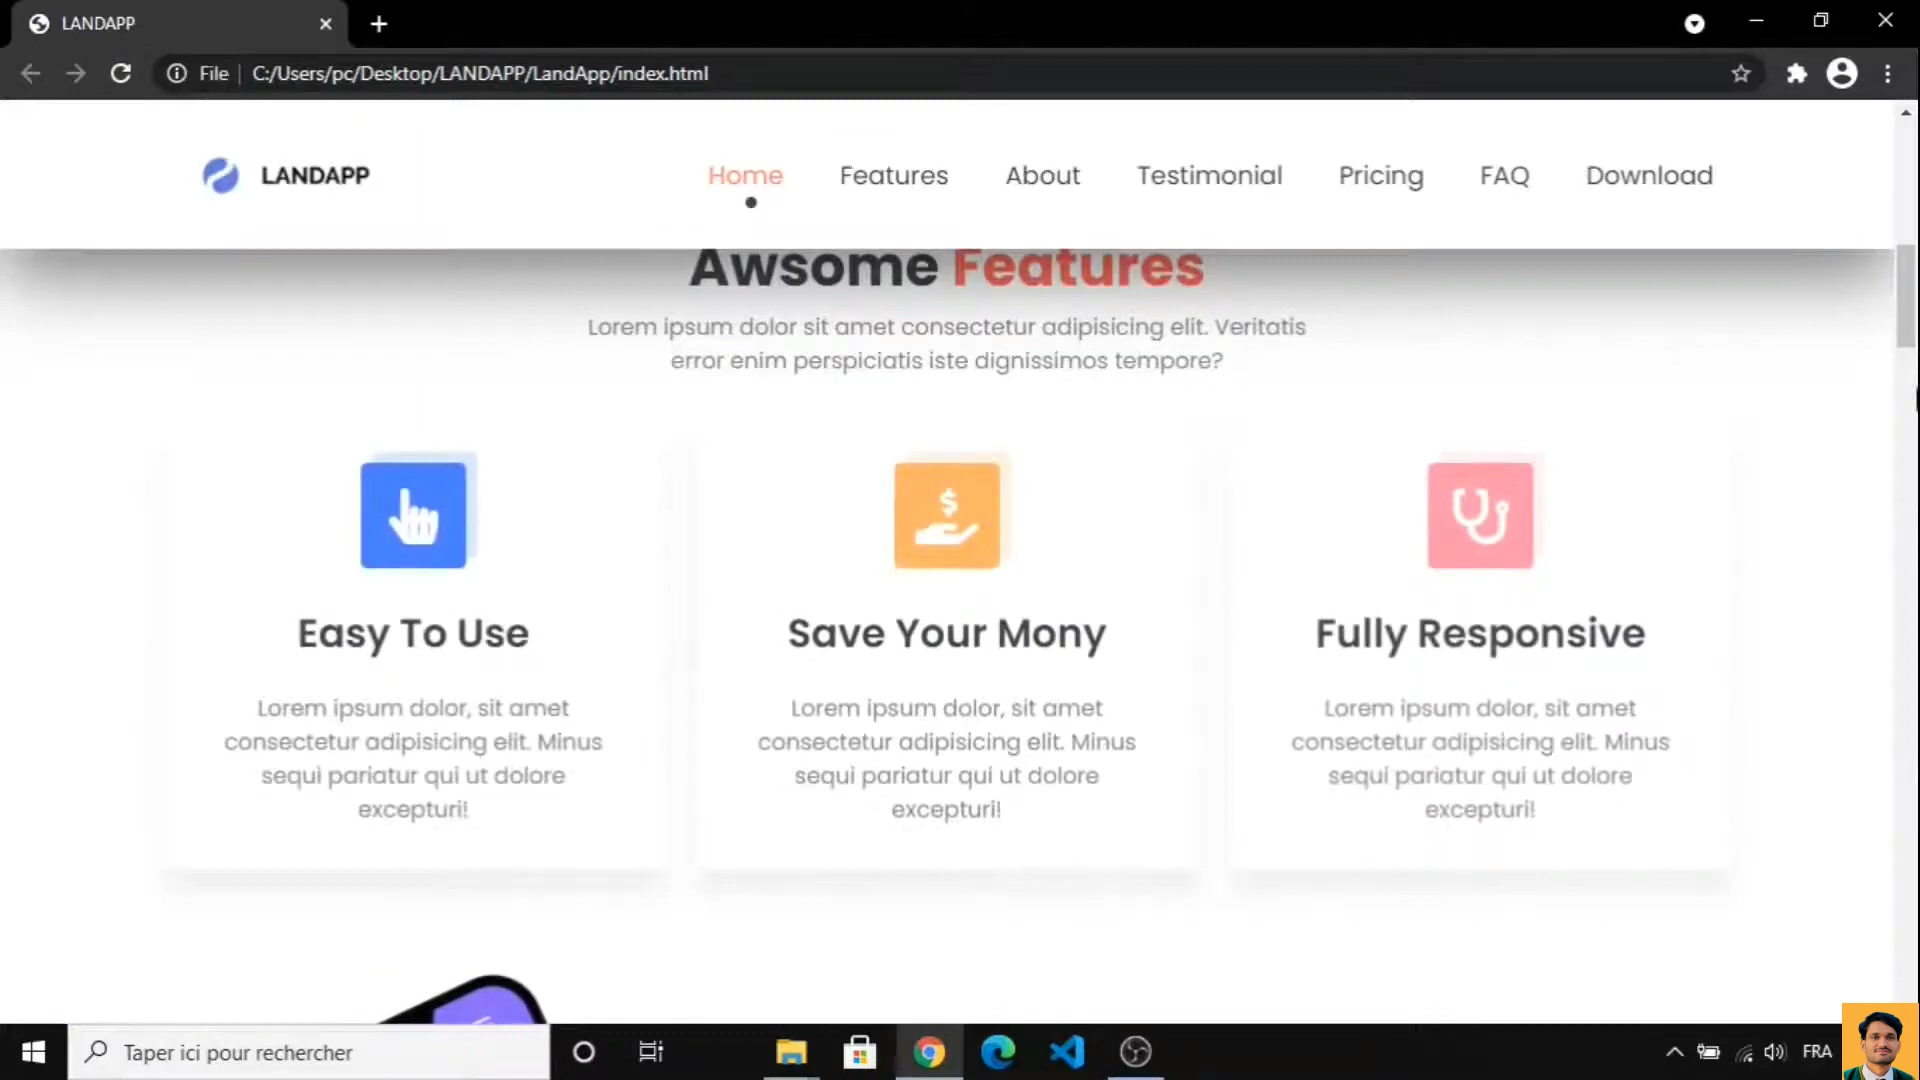 LANDAPP
File
C:/Users/pc/Desktop/LANDAPP/LandApp/index.html
LANDAPP
Home Features About Testimonial Pricing FAQ Download
Awsome Features
Lorem ipsum dolor sit amet consectetur adipisicing elit. Veritatis
error enim perspiciatis iste dignissimos tempore?
$
Easy To Use
Lorem ipsum dolor, sit amet
consectetur adipisicing elit. Minus
sequi pariatur qui ut dolore
excepturi!
Save Your Mony
Lorem ipsum dolor, sit amet
consectetur adipisicing elit. Minus
sequi pariatur qui ut dolore
excepturi!
Fully Responsive
Lorem ipsum dolor, sit amet
consectetur adipisicing elit. Minus
sequi pariatur qui ut dolore
excepturi!
Taper ici pour rechercher
FRA